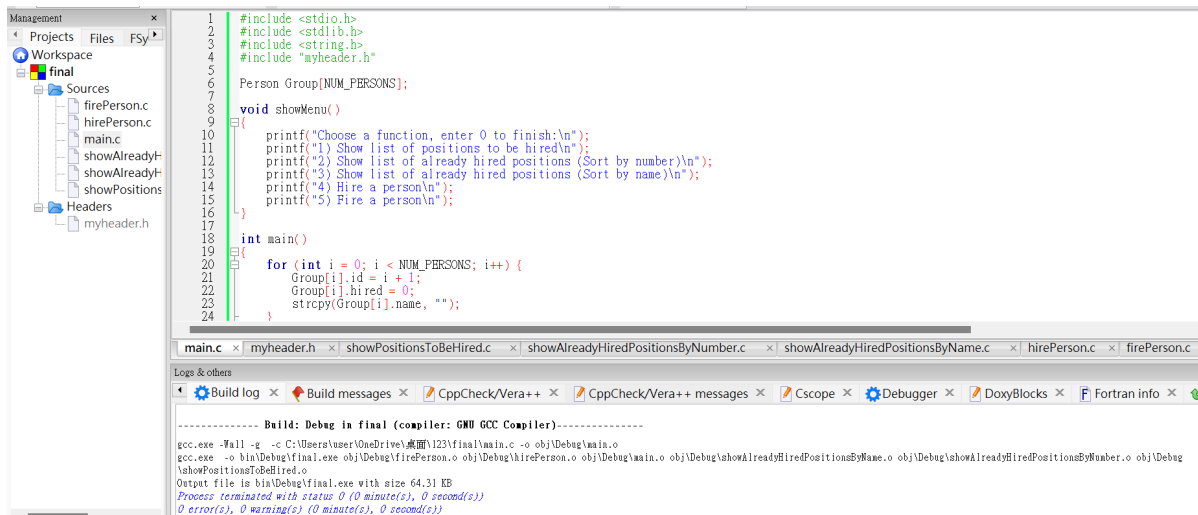 Management ×
Projects Files FSy
Workspace
final
Sources
firePerson.c
hirePerson.c
main.c
showAlreadyH
showAlreadyH
showPositions
Headers
myheader.h
1 #include <stdio.h>
2 #include <stdlib.h>
3 #include <string.h>
4 #include "myheader.h"
5
6 Person Group[NUM_PERSONS];
7
8 void showMenu()
9 {
10 printf("Choose a function, enter 0 to finish:\n");
11 printf("1) Show list of positions to be hired\n");
12 printf("2) Show list of already hired positions (Sort by number)\n");
13 printf("3) Show list of already hired positions (Sort by name)\n");
14 printf("4) Hire a person\n");
15 printf("5) Fire a person\n");
16 }
17
18 int main()
19 {
20 for (int i = 0; i < NUM_PERSONS; i++) {
21 Group[i].id = i + 1;
22 Group[i].hired = 0;
23 strcpy(Group[i].name, "");
24 }
main.c × myheader.h × showPositionsToBeHired.c × showAlreadyHiredPositionsByNumber.c × showAlreadyHiredPositionsByName.c × hirePerson.c × firePerson.c
Logs & others
Build log × Build messages × CppCheck/Vera++ × CppCheck/Vera++ messages × Cscope × Debugger × DoxyBlocks × Fortran info ×
-------------- Build: Debug in final (compiler: GNU GCC Compiler)---------------
gcc.exe -Wall -g -c C:\Users\user\OneDrive\桌面\123\final\main.c -o obj\Debug\main.o
gcc.exe -o bin\Debug\final.exe obj\Debug\firePerson.o obj\Debug\hirePerson.o obj\Debug\main.o obj\Debug\showAlreadyHiredPositionsByName.o obj\Debug\showAlreadyHiredPositionsByNumber.o obj\Debug
\showPositionsToBeHired.o
Output file is bin\Debug\final.exe with size 64.31 KB
Process terminated with status 0 (0 minute(s), 0 second(s))
0 error(s), 0 warning(s) (0 minute(s), 0 second(s))